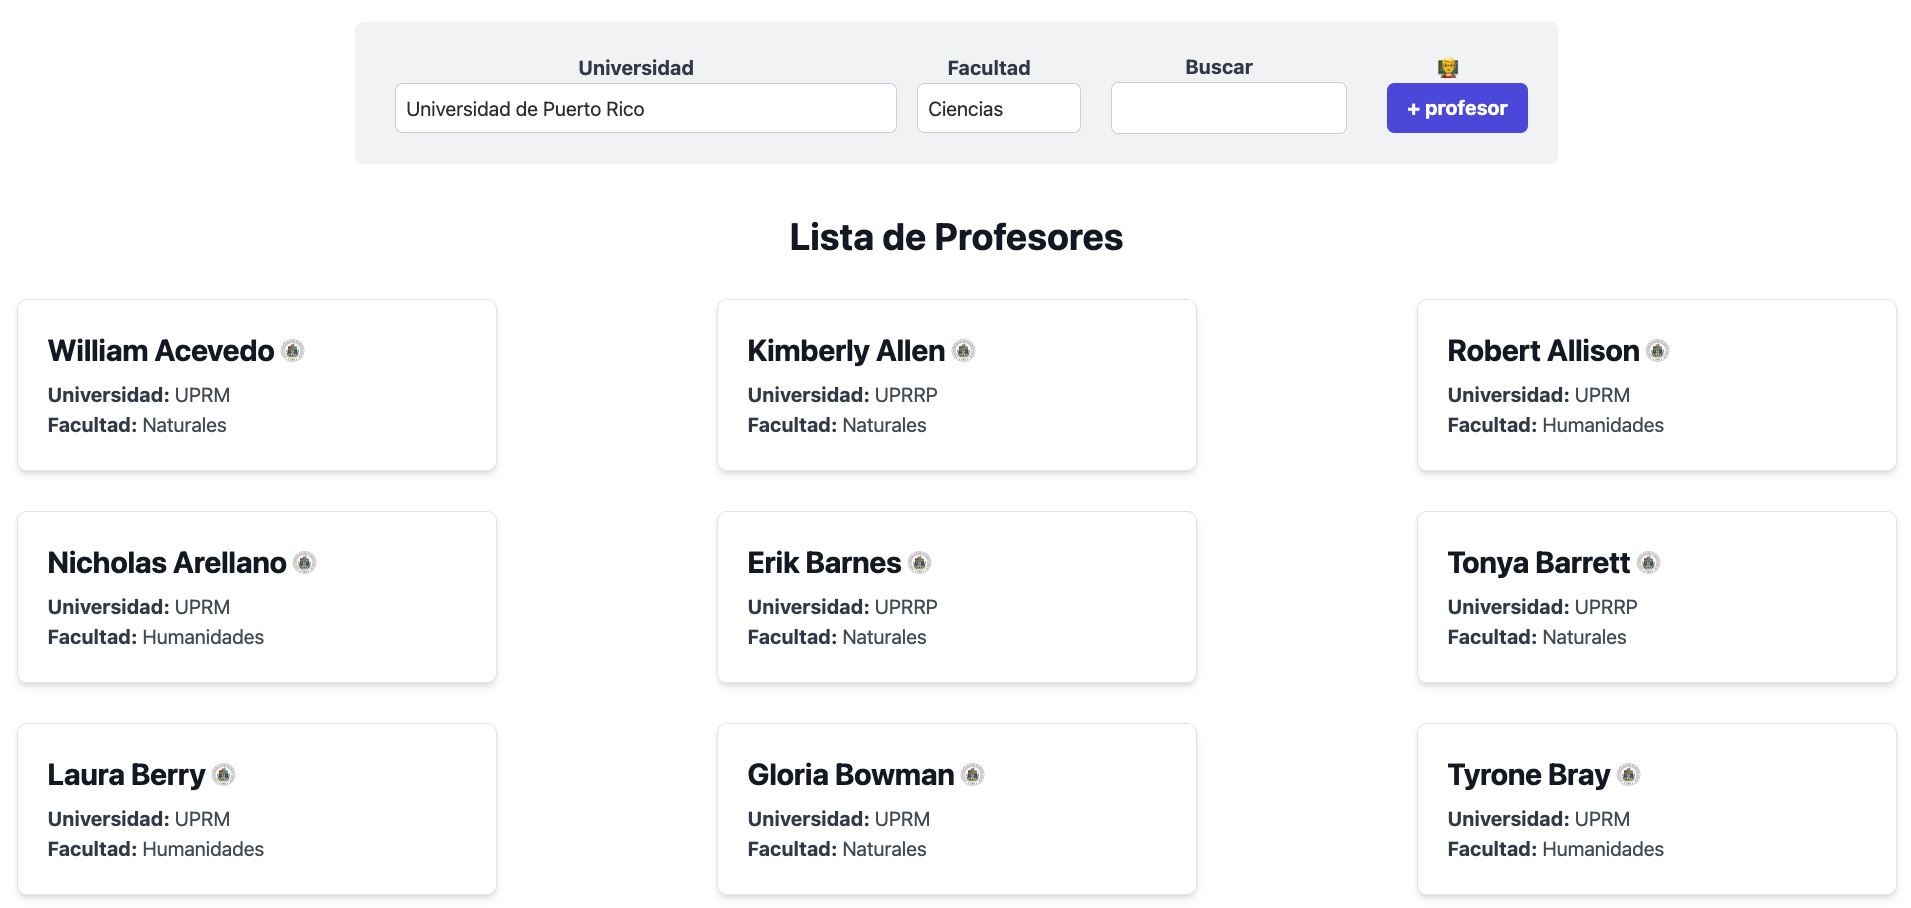 Universidad
Facultad
Buscar
Universidad de Puerto Rico
Ciencias
+ profesor
Lista de Profesores
William Acevedo
Universidad: UPRM
Facultad: Naturales
Kimberly Allen
Universidad: UPRRP
Facultad: Naturales
Robert Allison
Universidad: UPRM
Facultad: Humanidades
Nicholas Arellano
Universidad: UPRM
Facultad: Humanidades
Erik Barnes
Universidad: UPRRP
Facultad: Naturales
Tonya Barrett
Universidad: UPRRP
Facultad: Naturales
Laura Berry
Universidad: UPRM
Facultad: Humanidades
Gloria Bowman
Universidad: UPRM
Facultad: Naturales
Tyrone Bray
Universidad: UPRM
Facultad: Humanidades